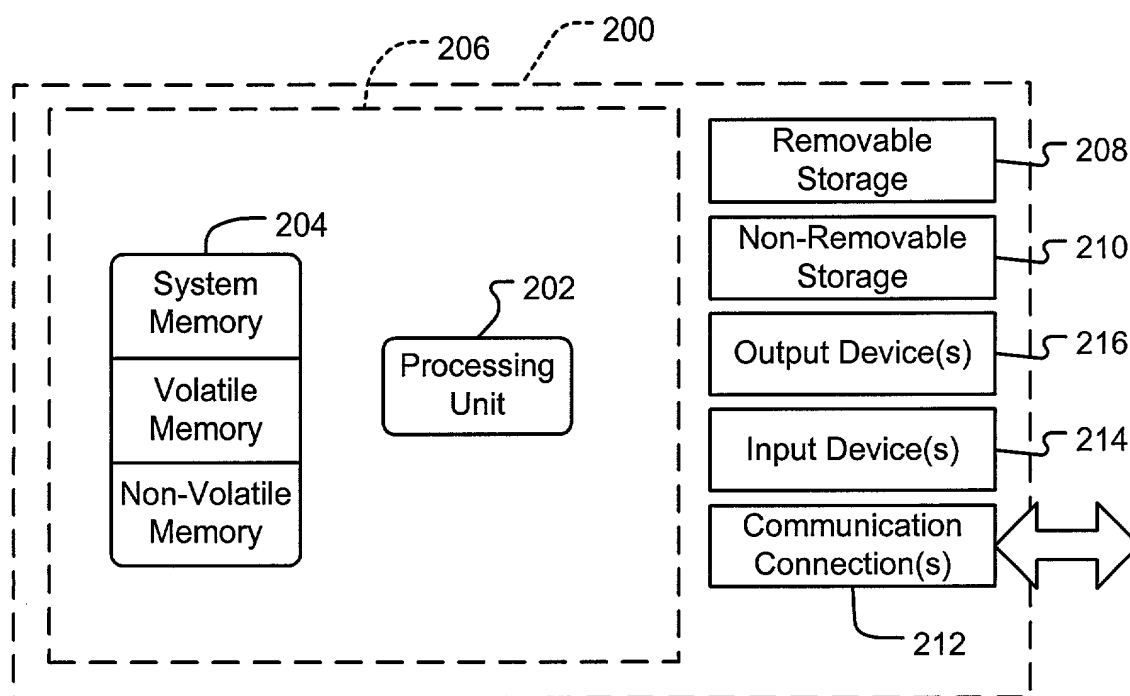 206
200
Removable
Storage
208
204
Non-Removable
Storage
210
System
Memory
202
Output Device(s)
216
Processing
Unit
Volatile
Memory
Input Device(s)
214
Non-Volatile
Memory
Communication
Connection(s)
212